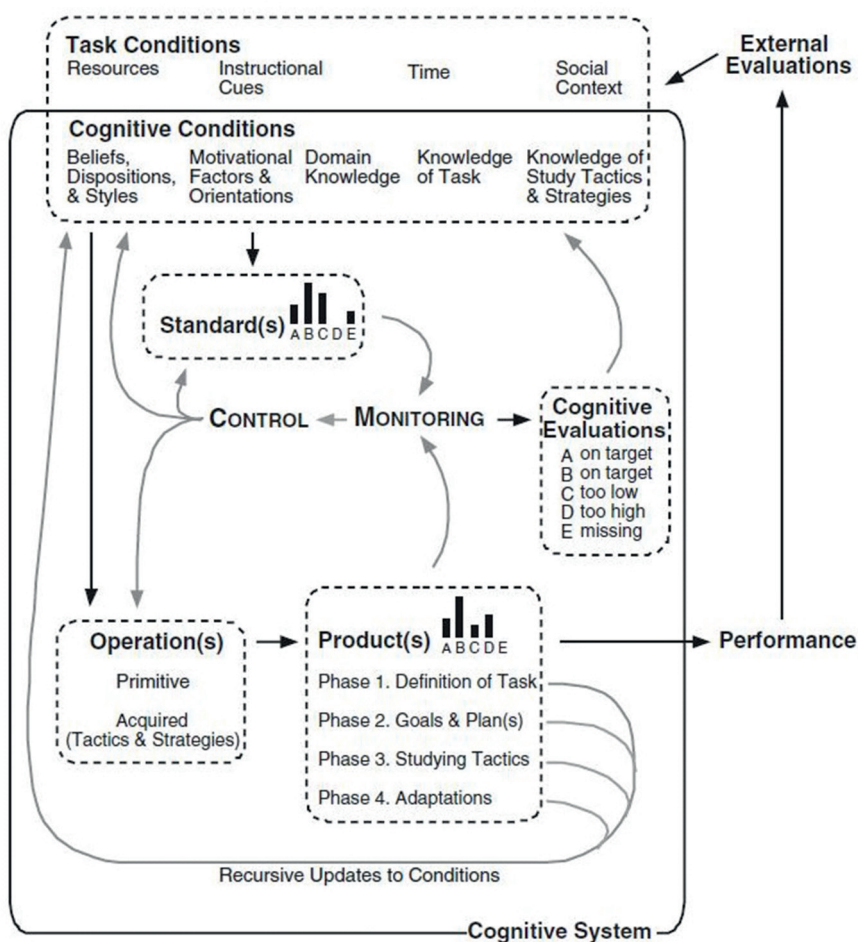 Task Conditions
Resources
Instructional
Cues
Time
Social
Context
External
Evaluations
Cognitive Conditions
Beliefs,
Dispositions,
& Styles
Motivational
Factors &
Orientations
Domain
Knowledge
Knowledge
of Task
Knowledge of
Study Tactics
& Strategies
Standard(s)
A B C D E
CONTROL
MONITORING
Cognitive
Evaluations
A on target
B on target
C too low
D too high
E missing
Operation(s)
Primitive
Acquired
(Tactics & Strategies)
Product(s)
A B C D E
Phase 1. Definition of Task
Phase 2. Goals & Plan(s)
Phase 3. Studying Tactics
Phase 4. Adaptations
Performance
Recursive Updates to Conditions
Cognitive System